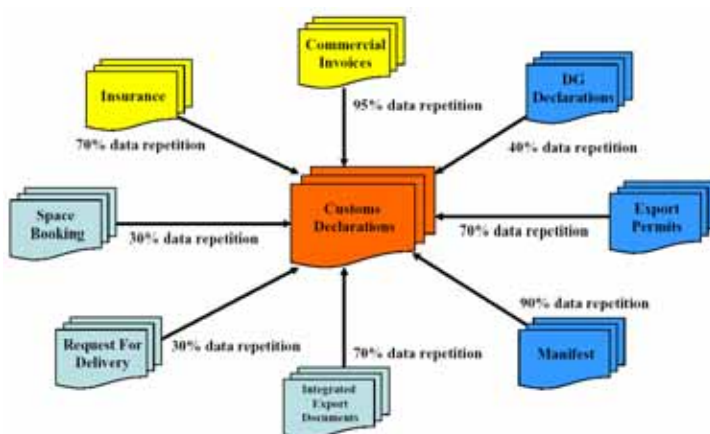 Commercial
Invoices
Insurance
DG
Declarations
95% data repetition
70% data repetition
40% data repetition
Customs
Declarations
Space
Booking
30% data repetition
Export
Permits
70% data repetition
90% data repetition
Request For
Delivery
30% data repetition
70% data repetition
Manifest
Integrated
Export
Documents